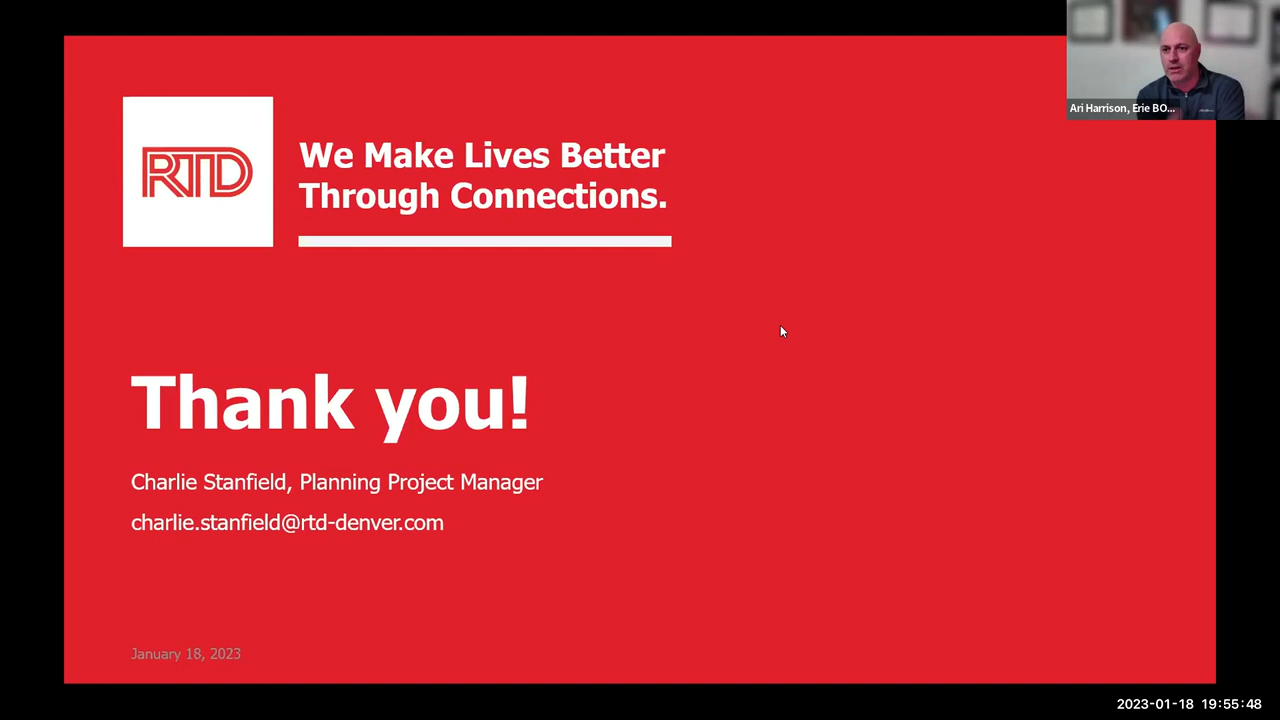 RTD
We Make Lives Better
Through Connections.
Thank you!
Charlie Stanfield, Planning Project Manager
charlie.stanfield@rtd-denver.com
January 18, 2023
Ari Harrison, Erie BO...
2023-01-18 19:55:48